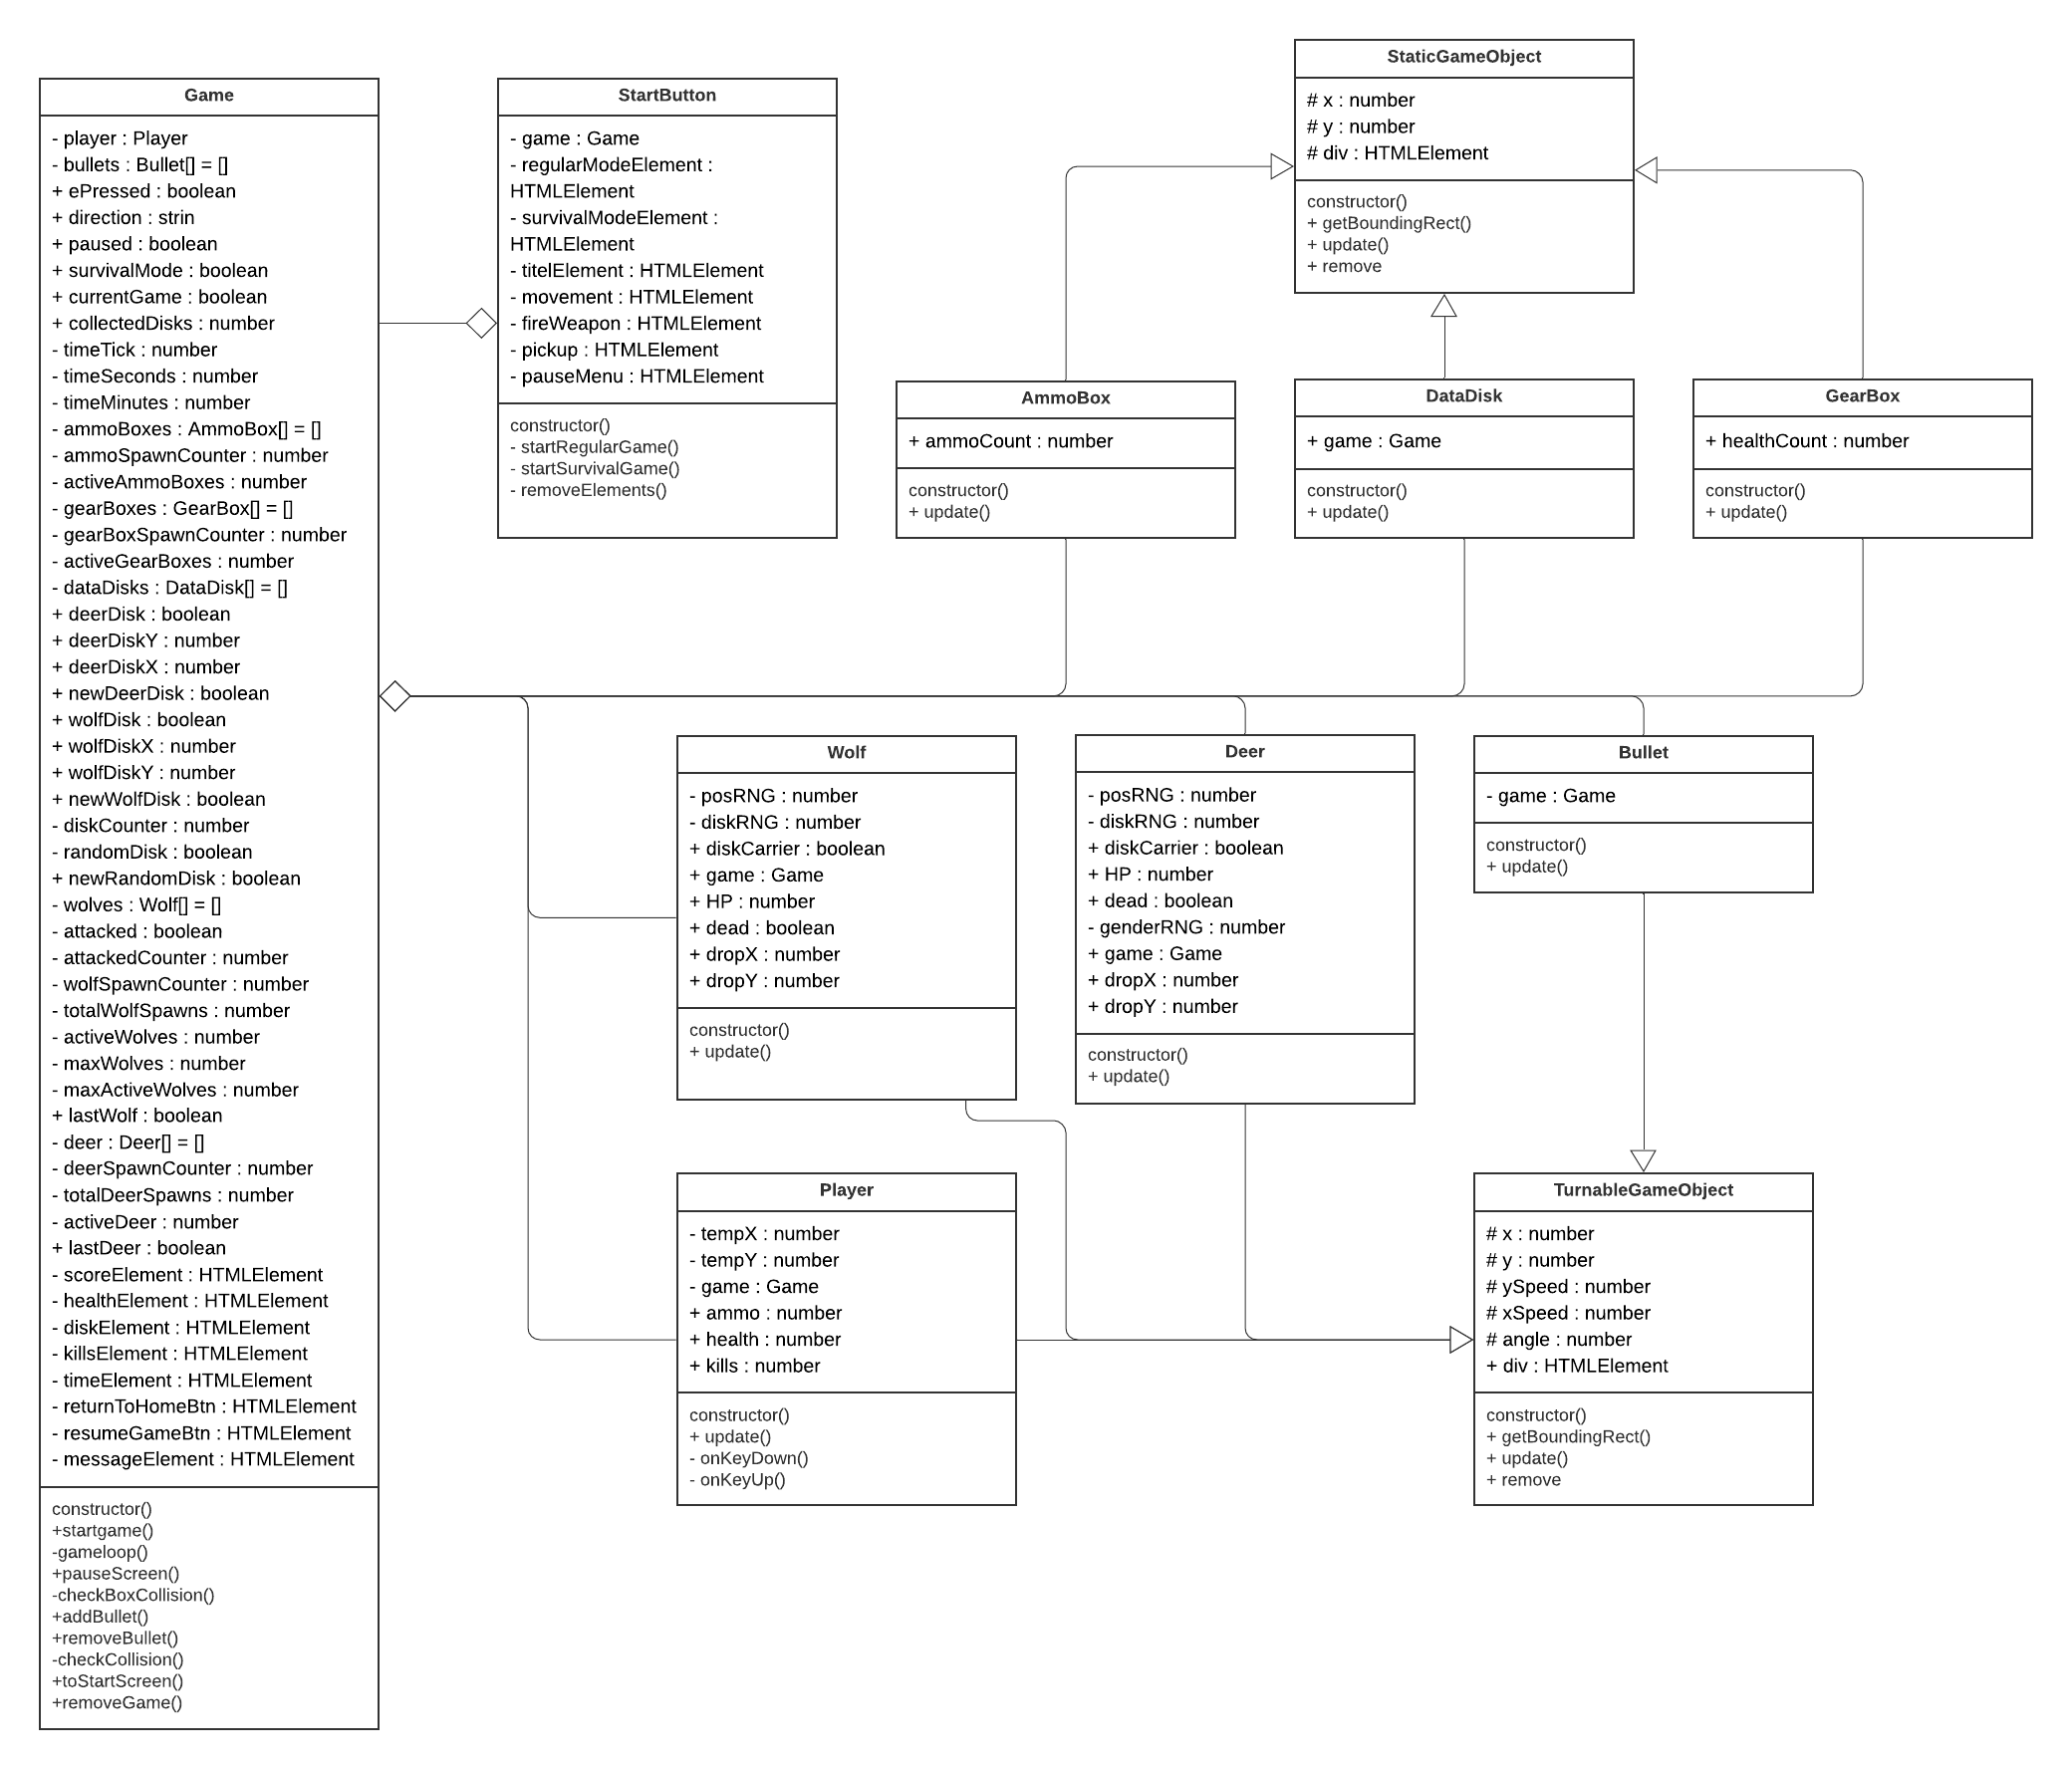 Game
- player : Player
- bullets : Bullet[] = []
+ ePressed : boolean
+ direction : strin
+ paused : boolean
+ survivalMode : boolean
+ currentGame : boolean
+ collectedDisks : number
- timeTick : number
- timeSeconds : number
- timeMinutes : number
- ammoBoxes : AmmoBox[] = []
- ammoSpawnCounter : number
- activeAmmoBoxes : number
- gearBoxes : GearBox[] = []
- gearBoxSpawnCounter : number
- activeGearBoxes : number
- dataDisks : DataDisk[] = []
+ deerDisk : boolean
+ deerDiskY : number
+ deerDiskX : number
+ newDeerDisk : boolean
+ wolfDisk : boolean
+ wolfDiskX : number
+ wolfDiskY : number
+ newWolfDisk : boolean
- diskCounter : number
- randomDisk : boolean
+ newRandomDisk : boolean
- wolves : Wolf[] = []
- attacked : boolean
- attackedCounter : number
- wolfSpawnCounter : number
- totalWolfSpawns : number
- activeWolves : number
- maxWolves : number
- maxActiveWolves : number
+ lastWolf : boolean
- deer : Deer[] = []
- deerSpawnCounter : number
- totalDeerSpawns : number
- activeDeer : number
+ lastDeer : boolean
- scoreElement : HTMLElement
- healthElement : HTMLElement
- diskElement : HTMLElement
- killsElement : HTMLElement
- timeElement : HTMLElement
- returnToHomeBtn : HTMLElement
- resumeGameBtn : HTMLElement
- messageElement : HTMLElement
constructor()
+startgame()
-gameloop()
+pauseScreen()
-checkBoxCollision()
+addBullet()
+removeBullet()
-checkCollision()
+toStartScreen()
+removeGame()
StartButton
- game : Game
- regularModeElement :
HTMLElement
- survivalModeElement :
HTMLElement
- titelElement : HTMLElement
- movement : HTMLElement
- fireWeapon : HTMLElement
- pickup : HTMLElement
- pauseMenu : HTMLElement
constructor()
- startRegularGame()
- startSurvivalGame()
- removeElements()
StaticGameObject
# x : number
# y : number
# div : HTMLElement
constructor()
+ getBoundingRect()
+ update()
+ remove
AmmoBox
+ ammoCount : number
constructor()
+ update()
DataDisk
+ game : Game
constructor()
+ update()
GearBox
+ healthCount : number
constructor()
+ update()
Wolf
- posRNG : number
- diskRNG : number
+ diskCarrier : boolean
+ game : Game
+ HP : number
+ dead : boolean
+ dropX : number
+ dropY : number
constructor()
+ update()
Deer
- posRNG : number
- diskRNG : number
+ diskCarrier : boolean
+ HP : number
+ dead : boolean
- genderRNG : number
+ game : Game
+ dropX : number
+ dropY : number
constructor()
+ update()
Bullet
- game : Game
constructor()
+ update()
Player
- tempX : number
- tempY : number
- game : Game
+ ammo : number
+ health : number
+ kills : number
constructor()
+ update()
- onKeyDown()
- onKeyUp()
TurnableGameObject
# x : number
# y : number
# ySpeed : number
# xSpeed : number
# angle : number
+ div : HTMLElement
constructor()
+ getBoundingRect()
+ update()
+ remove